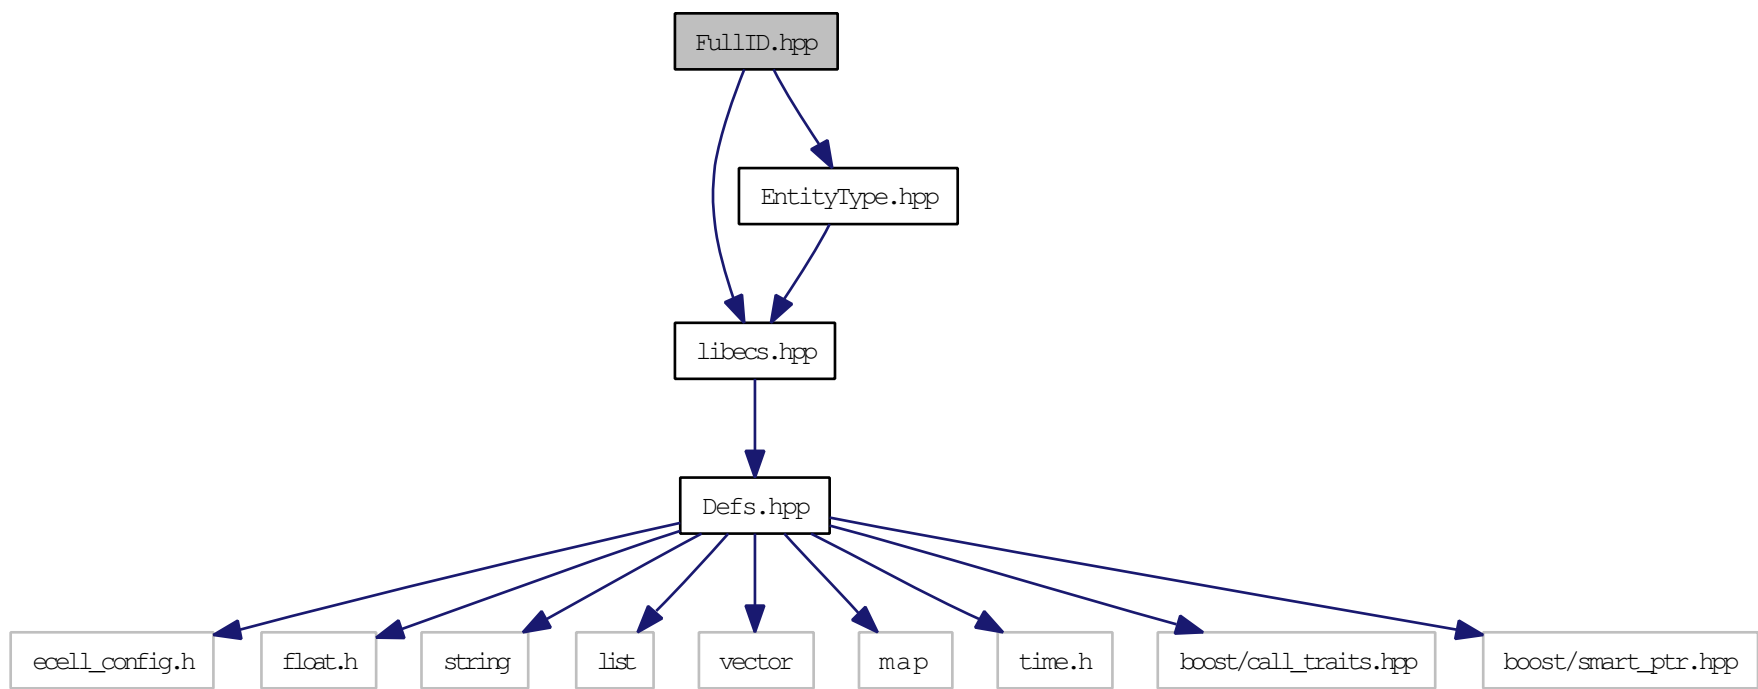 FullID.hpp
EntityType.hpp
libecs.hpp
Defs.hpp
ecell_config.h
float.h
string
list
vector
map
time.h
boost/call_traits.hpp
boost/smart_ptr.hpp